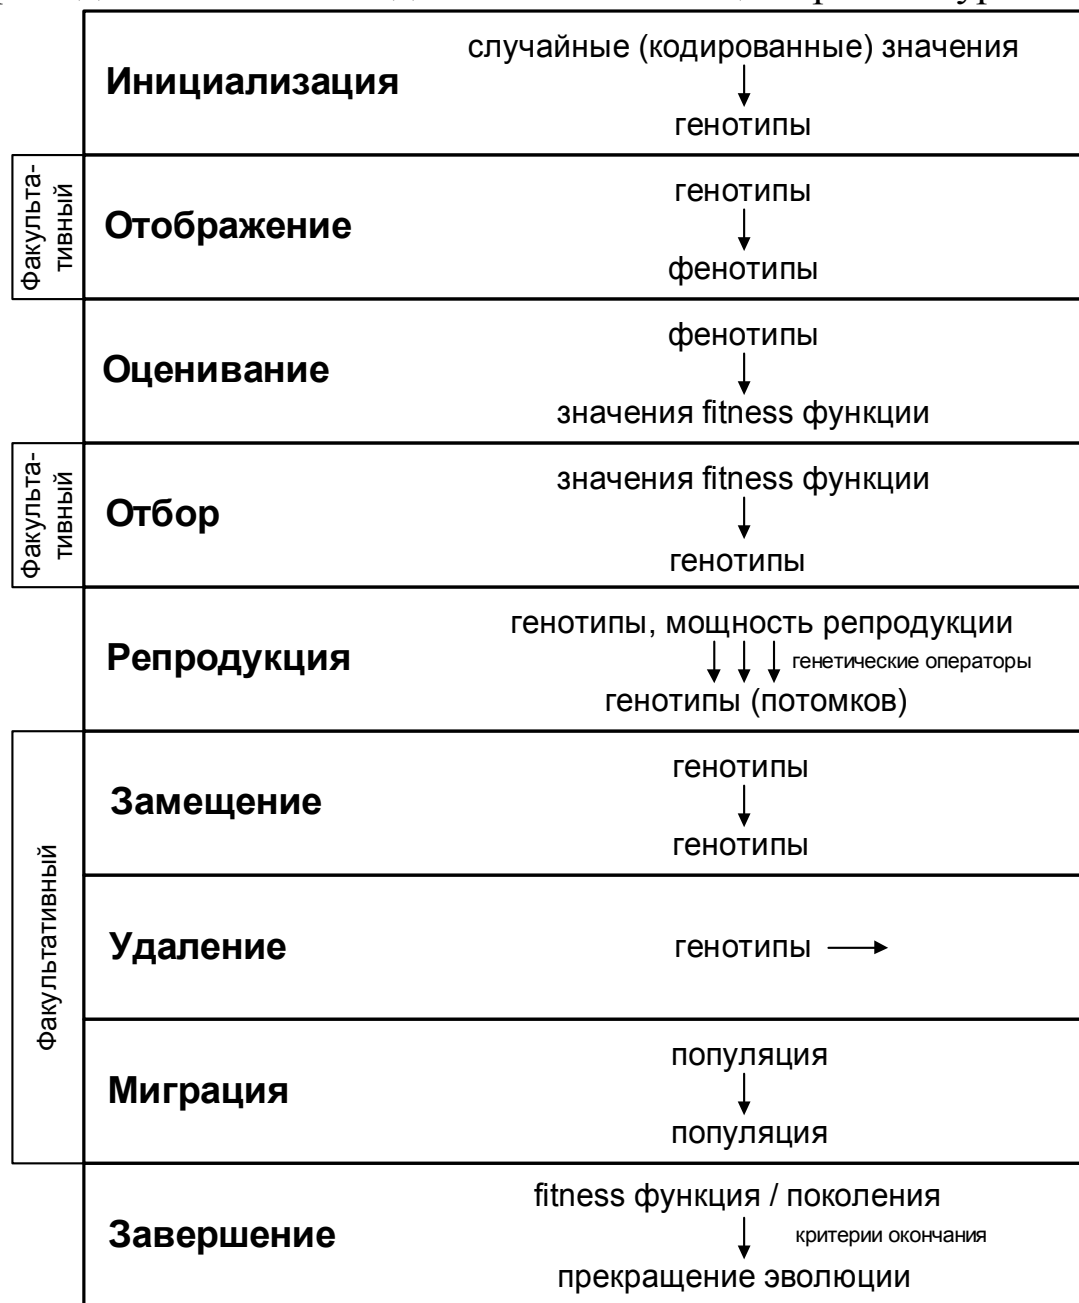 случайные (кодированные) значения
Инициализация
генотипы
Факульта-
тивный
генотипы
Отображение
фенотипы
фенотипы
Оценивание
значения fitness функции
Факульта-
тивный
значения fitness функции
Отбор
генотипы
генотипы, мощность репродукции
Репродукция
генетические операторы
генотипы (потомков)
Факультативный
генотипы
Замещение
генотипы
Удаление
генотипы
популяция
Миграция
популяция
fitness функция / поколения
Завершение
критерии окончания
прекращение эволюции